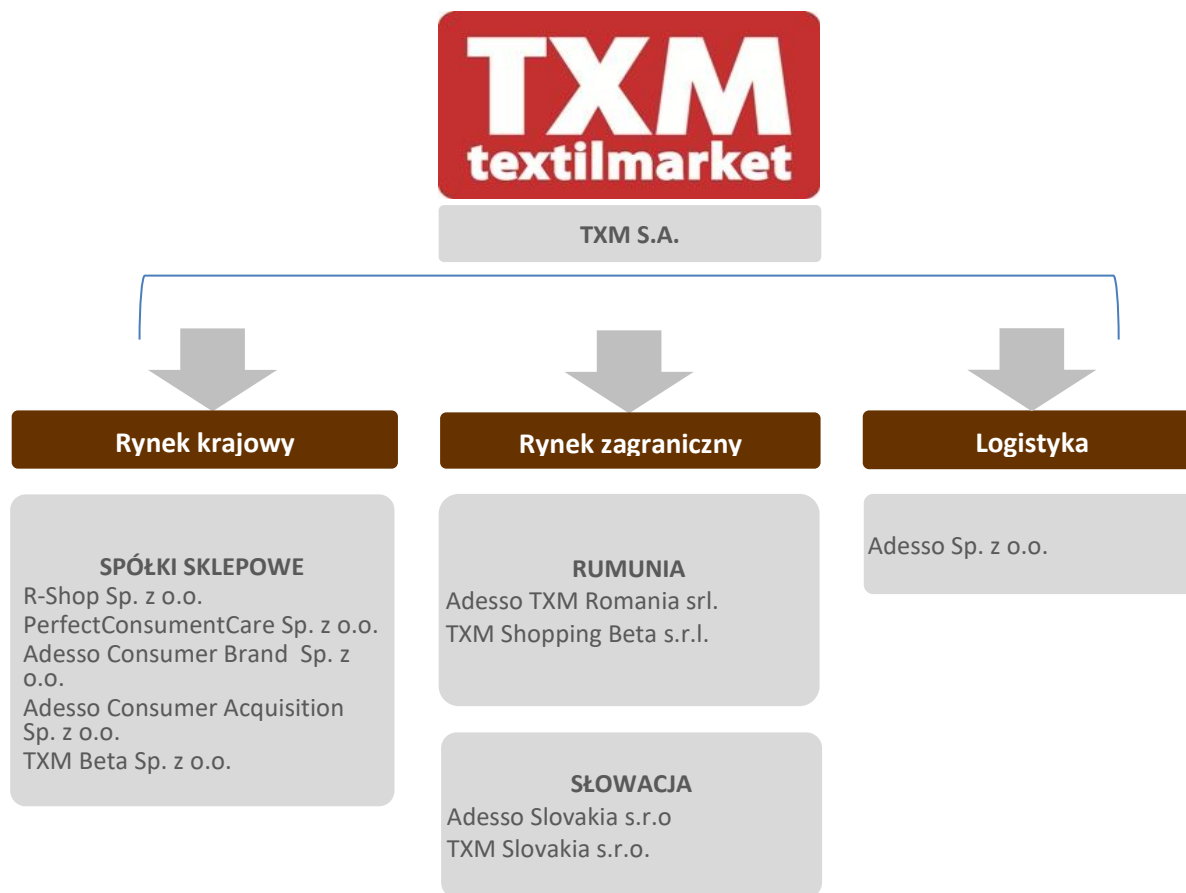 TXM
textilmarket
TXM S.A.
Rynek krajowy
SPÓŁKI SKLEPOWE
R-Shop Sp. z o.o.
PerfectConsumentCare Sp. z o.o.
Adesso Consumer Brand  Sp. z
o.o.
Adesso Consumer Acquisition
Sp. z o.o.
TXM Beta Sp. z o.o.
Rynek zagraniczny
RUMUNIA
Adesso TXM Romania srl.
TXM Shopping Beta s.r.l.
SŁOWACJA
Adesso Slovakia s.r.o
TXM Slovakia s.r.o.
Logistyka
Adesso Sp. z o.o.